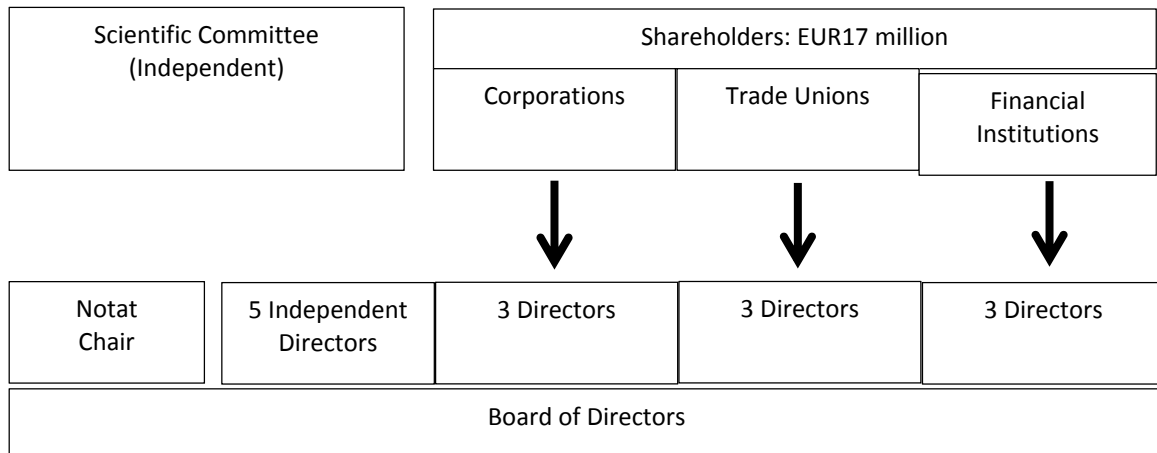 Scientific Committee
(Independent)
Shareholders: EUR17 million
Corporations
Trade Unions
Financial
Institutions
Notat
Chair
5 Independent
Directors
3 Directors
3 Directors
3 Directors
Board of Directors